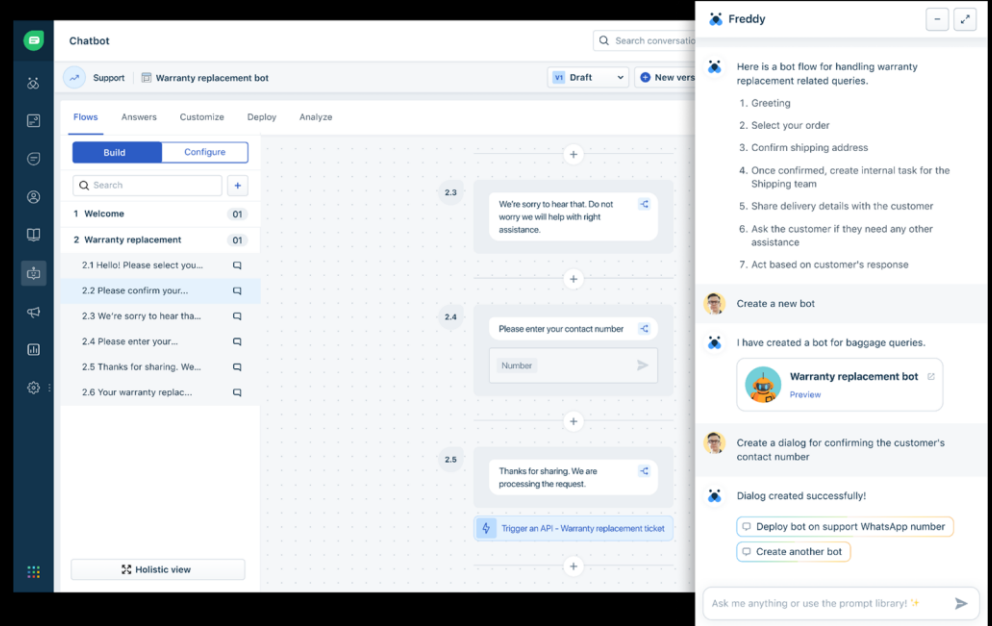 Chatbot
Search conversatio
Support
Warranty replacement bot
V1 Draft
New vers
Flows
Answers
Customize
Deploy
Analyze
Build
Configure
Search
1 Welcome 01
2 Warranty replacement 01
2.1 Hello! Please select you...
2.2 Please confirm your...
2.3 We're sorry to hear tha...
2.4 Please enter your...
2.5 Thanks for sharing. We...
2.6 Your warranty replac...
Holistic view
2.3
We're sorry to hear that. Do not
worry we will help with right
assistance.
2.4
Please enter your contact number
Number
2.5
Thanks for sharing. We are
processing the request.
Trigger an API - Warranty replacement ticket
Freddy
Here is a bot flow for handling warranty
replacement related queries.
1. Greeting
2. Select your order
3. Confirm shipping address
4. Once confirmed, create internal task for the
Shipping team
5. Share delivery details with the customer
6. Ask the customer if they need any other
assistance
7. Act based on customer's response
Create a new bot
I have created a bot for baggage queries.
Warranty replacement bot
Preview
Create a dialog for confirming the customer's
contact number
Dialog created successfully!
Deploy bot on support WhatsApp number
Create another bot
Ask me anything or use the prompt library! ✨